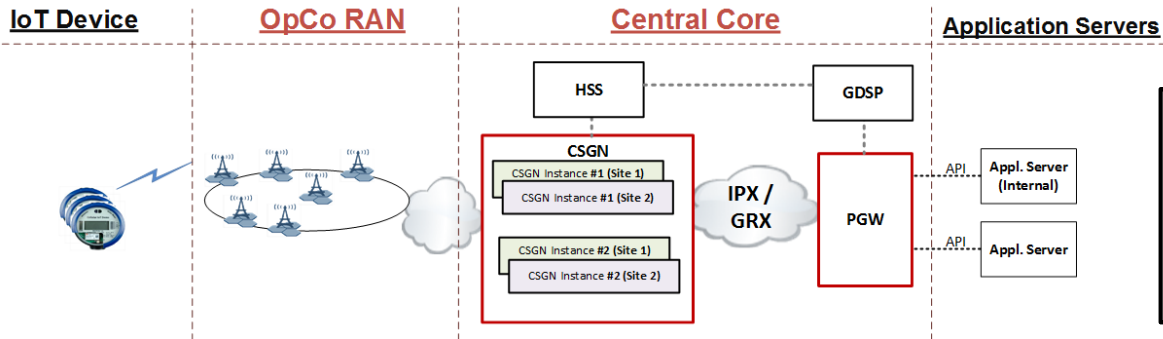 IoT Device
OpCo RAN
Central Core
Application Servers
HSS
GDSP
CSGN
CSGN Instance #1 (Site 1)
CSGN Instance #1 (Site 2)
CSGN Instance #2 (Site 1)
CSGN Instance #2 (Site 2)
IPX /
GRX
PGW
API
Appl. Server
(Internal)
API
Appl. Server